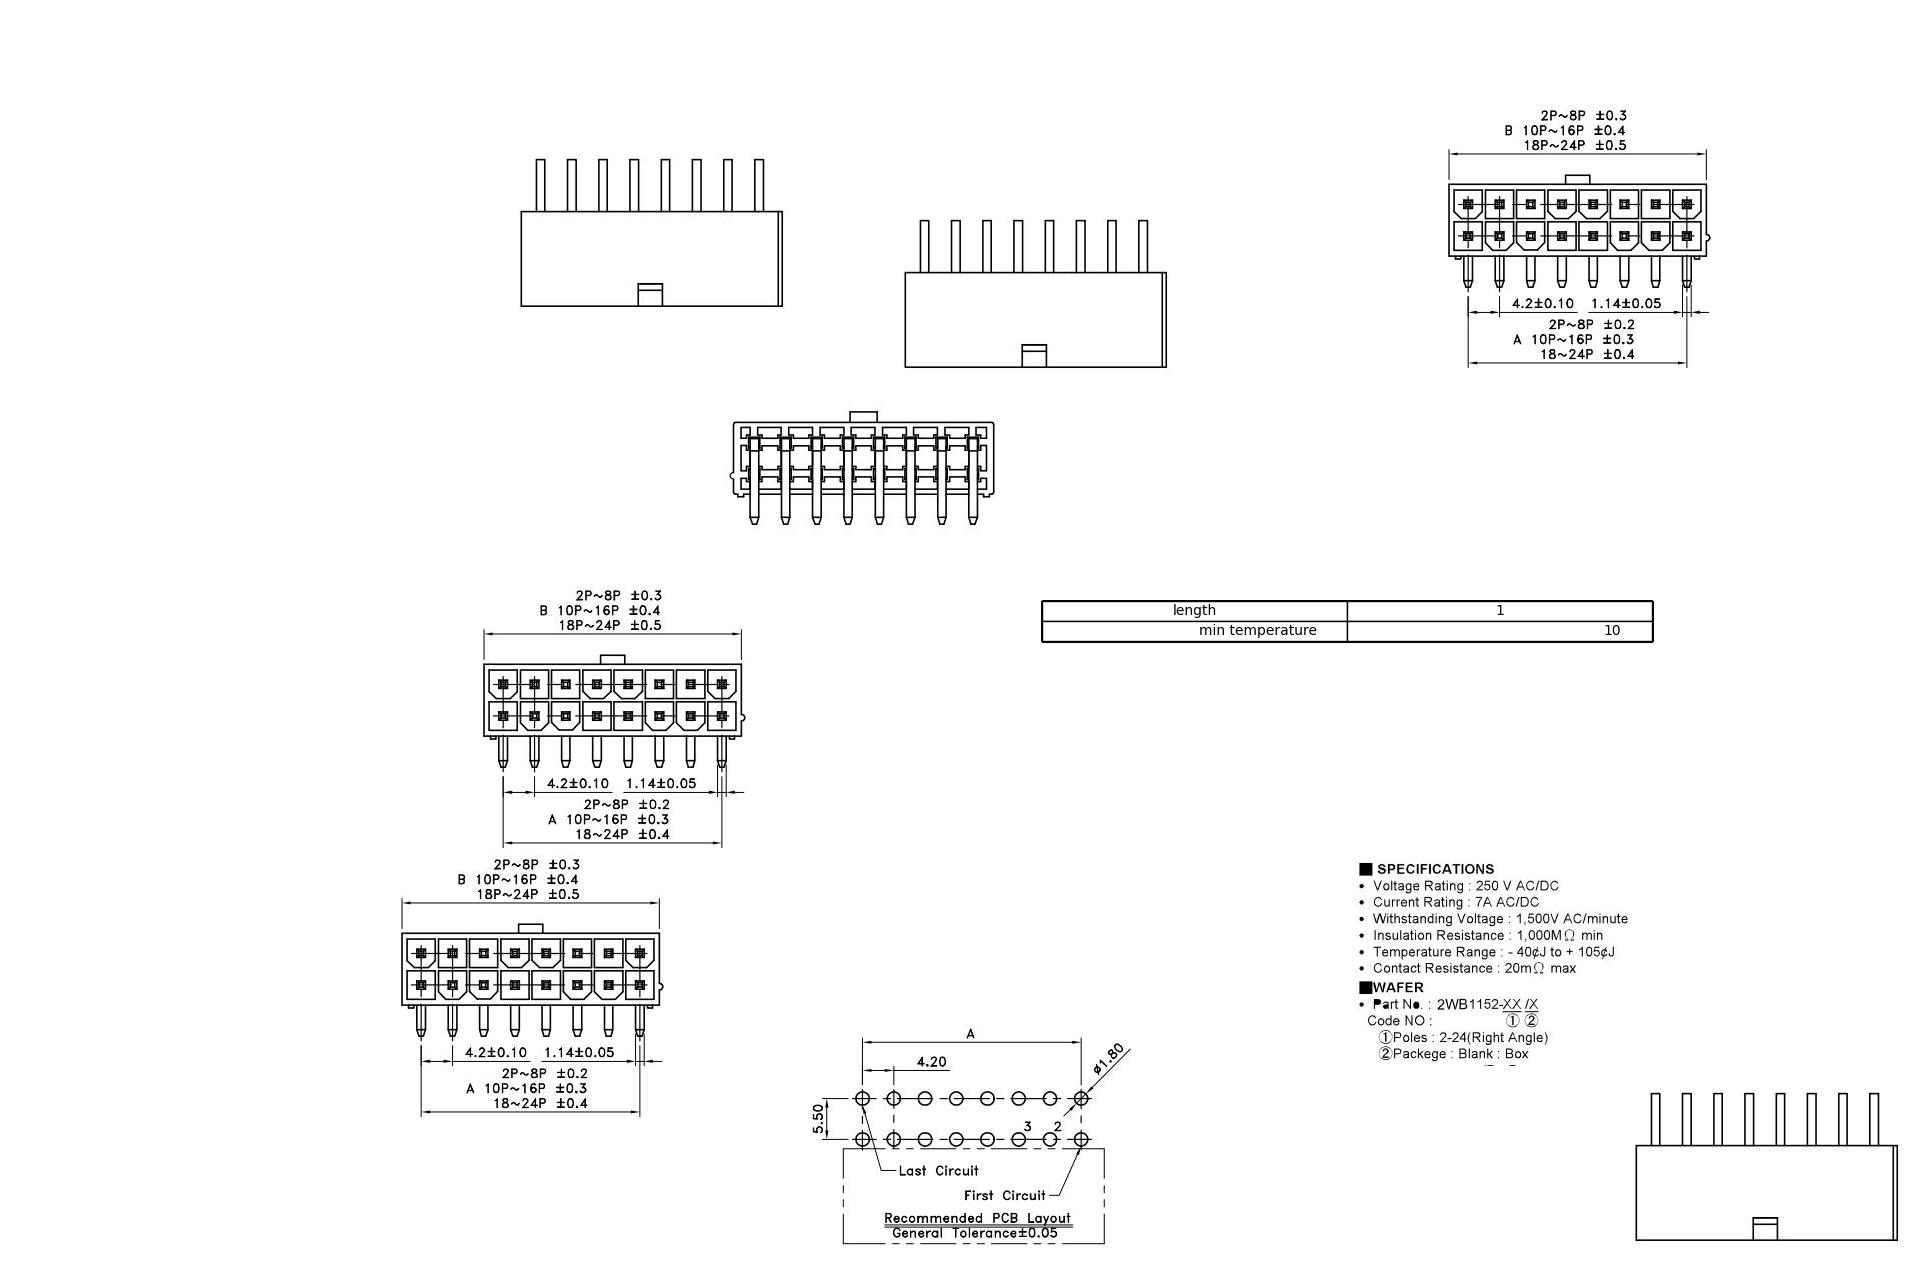 2P~8P ±0.3
B 10P~16P ±0.4
18P~24P ±0.5
4.2±0.10 1.14±0.05
2P~8P ±0.2
A 10P~16P ±0.3
18~24P ±0.4
length 1
min temperature 10
2P~8P ±0.3
B 10P~16P ±0.4
18P~24P ±0.5
4.2±0.10 1.14±0.05
2P~8P ±0.2
A 10P~16P ±0.3
18~24P ±0.4
2P~8P ±0.3
B 10P~16P ±0.4
18P~24P ±0.5
4.2±0.10 1.14±0.05
2P~8P ±0.2
A 10P~16P ±0.3
18~24P ±0.4
■ SPECIFICATIONS
• Voltage Rating : 250 V AC/DC
• Current Rating : 7A AC/DC
• Withstanding Voltage : 1,500V AC/minute
• Insulation Resistance : 1,000MΩ min
• Temperature Range : - 40¢J to + 105¢J
• Contact Resistance : 20mΩ max
■WAFER
• Part No. : 2WB1152-XX /X
Code NO : ① ②
①Poles : 2-24(Right Angle)
②Packege : Blank : Box
A
4.20
ø1.80
5.50
3 2
Last Circuit
First Circuit
Recommended PCB Layout
General Tolerance±0.05